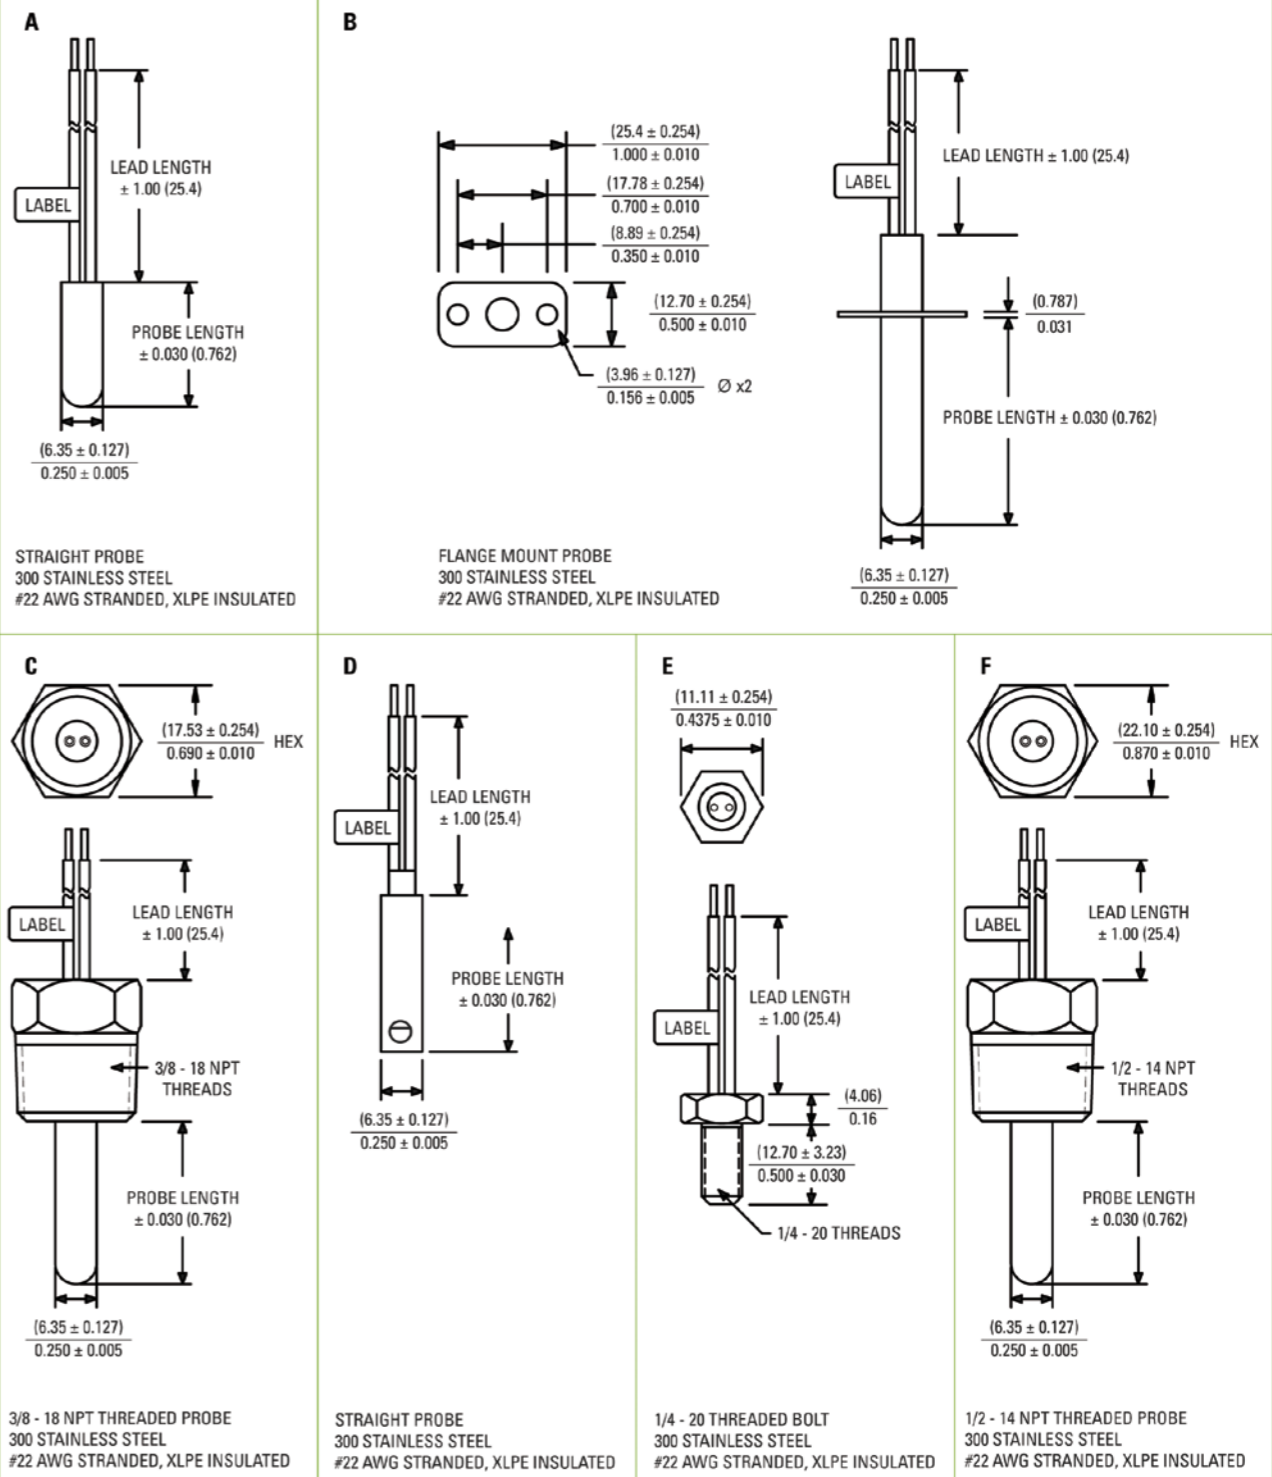 A
LEAD LENGTH
± 1.00 (25.4)
LABEL
PROBE LENGTH
± 0.030 (0.762)
(6.35 ± 0.127)
0.250 ± 0.005
STRAIGHT PROBE
300 STAINLESS STEEL
#22 AWG STRANDED, XLPE INSULATED
B
(25.4 ± 0.254)
1.000 ± 0.010
(17.78 ± 0.254)
0.700 ± 0.010
(8.89 ± 0.254)
0.350 ± 0.010
(12.70 ± 0.254)
0.500 ± 0.010
(3.96 ± 0.127)
0.156 ± 0.005
Ø x2
LEAD LENGTH ± 1.00 (25.4)
LABEL
(0.787)
0.031
PROBE LENGTH ± 0.030 (0.762)
(6.35 ± 0.127)
0.250 ± 0.005
FLANGE MOUNT PROBE
300 STAINLESS STEEL
#22 AWG STRANDED, XLPE INSULATED
C
(17.53 ± 0.254)
0.690 ± 0.010
HEX
LEAD LENGTH
± 1.00 (25.4)
LABEL
3/8 - 18 NPT
THREADS
PROBE LENGTH
± 0.030 (0.762)
(6.35 ± 0.127)
0.250 ± 0.005
3/8 - 18 NPT THREADED PROBE
300 STAINLESS STEEL
#22 AWG STRANDED, XLPE INSULATED
D
LEAD LENGTH
± 1.00 (25.4)
LABEL
PROBE LENGTH
± 0.030 (0.762)
(6.35 ± 0.127)
0.250 ± 0.005
STRAIGHT PROBE
300 STAINLESS STEEL
#22 AWG STRANDED, XLPE INSULATED
E
(11.11 ± 0.254)
0.4375 ± 0.010
LEAD LENGTH
± 1.00 (25.4)
LABEL
(4.06)
0.16
(12.70 ± 3.23)
0.500 ± 0.030
1/4 - 20 THREADS
1/4 - 20 THREADED BOLT
300 STAINLESS STEEL
#22 AWG STRANDED, XLPE INSULATED
F
(22.10 ± 0.254)
0.870 ± 0.010
HEX
LEAD LENGTH
± 1.00 (25.4)
LABEL
1/2 - 14 NPT
THREADS
PROBE LENGTH
± 0.030 (0.762)
(6.35 ± 0.127)
0.250 ± 0.005
1/2 - 14 NPT THREADED PROBE
300 STAINLESS STEEL
#22 AWG STRANDED, XLPE INSULATED